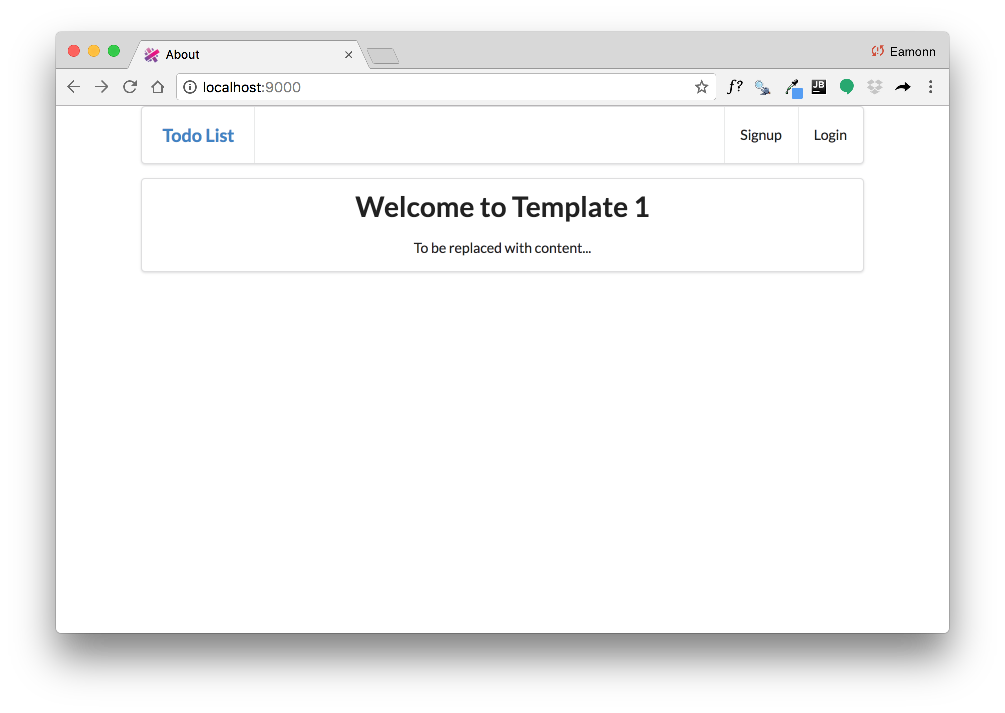 About
Eamonn
localhost:9000
f?
JB
Todo List
Signup
Login
Welcome to Template 1
To be replaced with content...